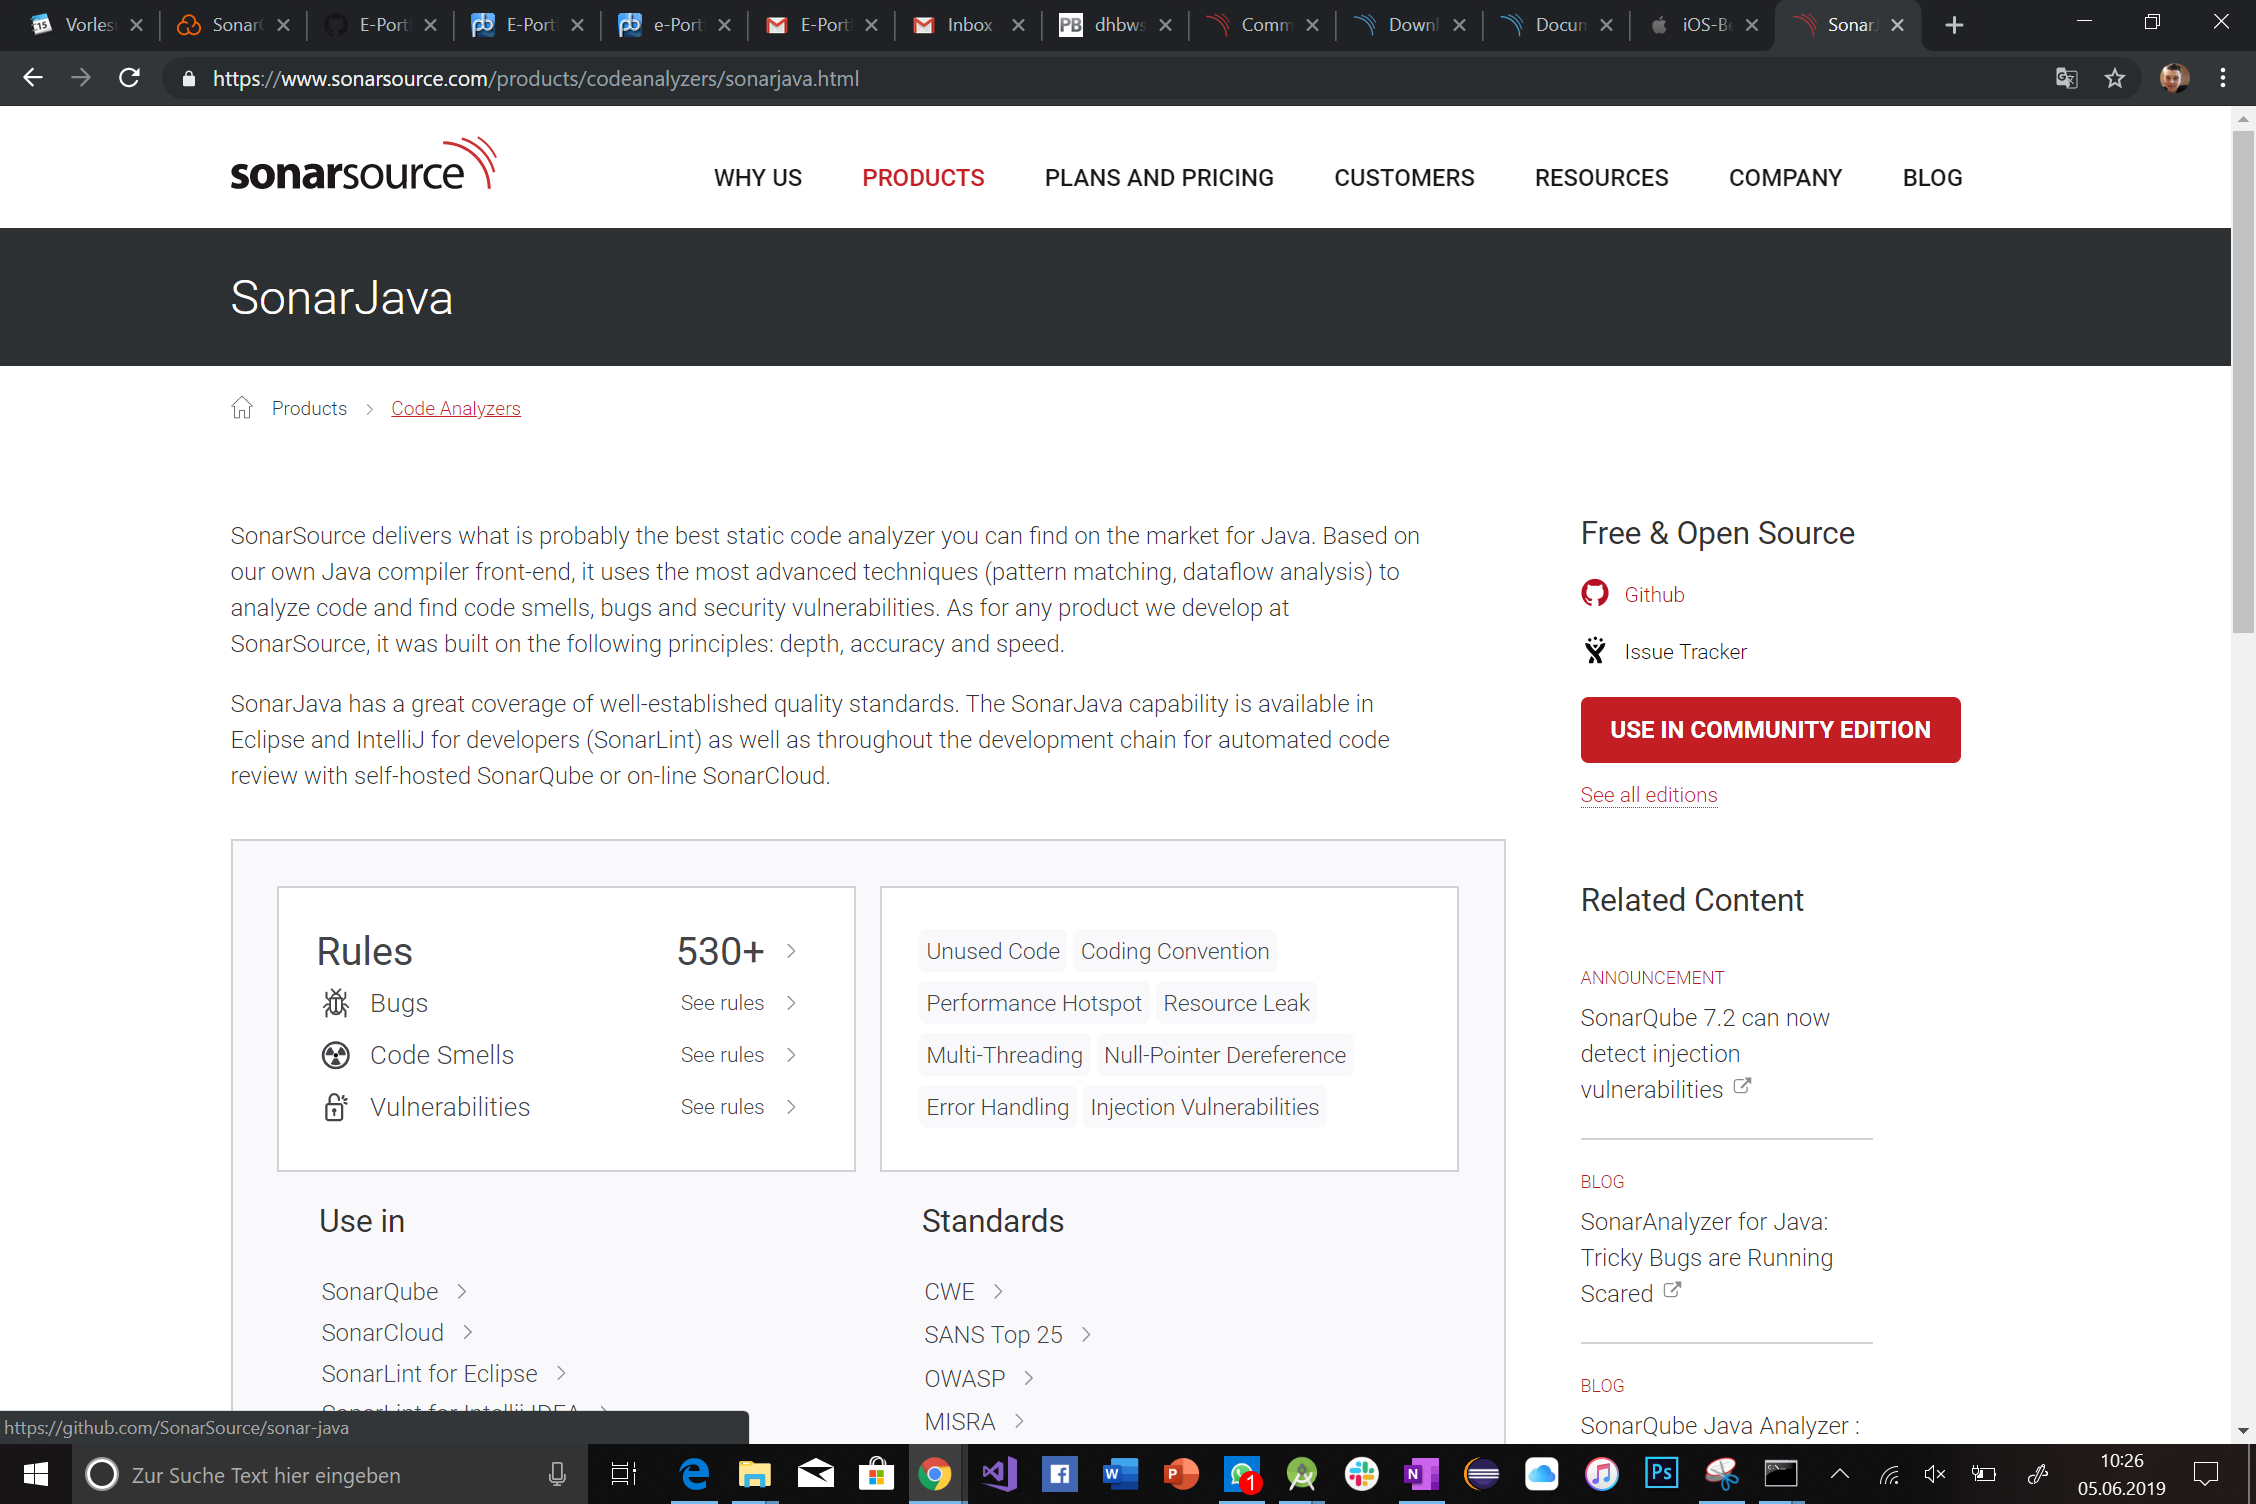 Vorles
Sonar
E-Port
E-Port
e-Port
E-Port
Inbox
PB dhbws
Comm
Downl
Docum
iOS-Be
SonarJ
https://www.sonarsource.com/products/codeanalyzers/sonarjava.html
sonarsource
WHY US
PRODUCTS
PLANS AND PRICING
CUSTOMERS
RESOURCES
COMPANY
BLOG
SonarJava
Products > Code Analyzers
SonarSource delivers what is probably the best static code analyzer you can find on the market for Java. Based on
our own Java compiler front-end, it uses the most advanced techniques (pattern matching, dataflow analysis) to
analyze code and find code smells, bugs and security vulnerabilities. As for any product we develop at
SonarSource, it was built on the following principles: depth, accuracy and speed.
SonarJava has a great coverage of well-established quality standards. The SonarJava capability is available in
Eclipse and IntelliJ for developers (SonarLint) as well as throughout the development chain for automated code
review with self-hosted SonarQube or on-line SonarCloud.
Rules 530+
Bugs See rules
Code Smells See rules
Vulnerabilities See rules
Unused Code Coding Convention
Performance Hotspot Resource Leak
Multi-Threading Null-Pointer Dereference
Error Handling Injection Vulnerabilities
Use in
SonarQube
SonarCloud
SonarLint for Eclipse
SonarLint for Intellij IDEA
Standards
CWE
SANS Top 25
OWASP
MISRA
Free & Open Source
Github
Issue Tracker
USE IN COMMUNITY EDITION
See all editions
Related Content
ANNOUNCEMENT
SonarQube 7.2 can now
detect injection
vulnerabilities
BLOG
SonarAnalyzer for Java:
Tricky Bugs are Running
Scared
BLOG
SonarQube Java Analyzer :
https://github.com/SonarSource/sonar-java
Zur Suche Text hier eingeben
1
Ps
10:26
05.06.2019